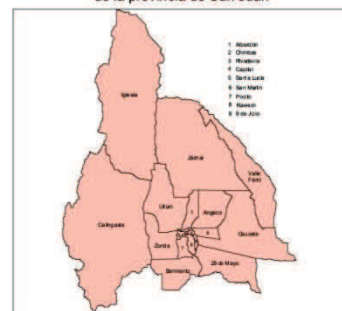 de la provincia de San Juan
1 Albardón
2 Chimbas
3 Rivadavia
4 Capital
5 Santa Lucía
6 San Martín
7 Pocito
8 Rawson
9 9 de Julio
Iglesia
Jáchal
Valle
Fértil
Ullún
Angaco
Calingasta
Caucete
Zonda
Sarmiento
25 de Mayo